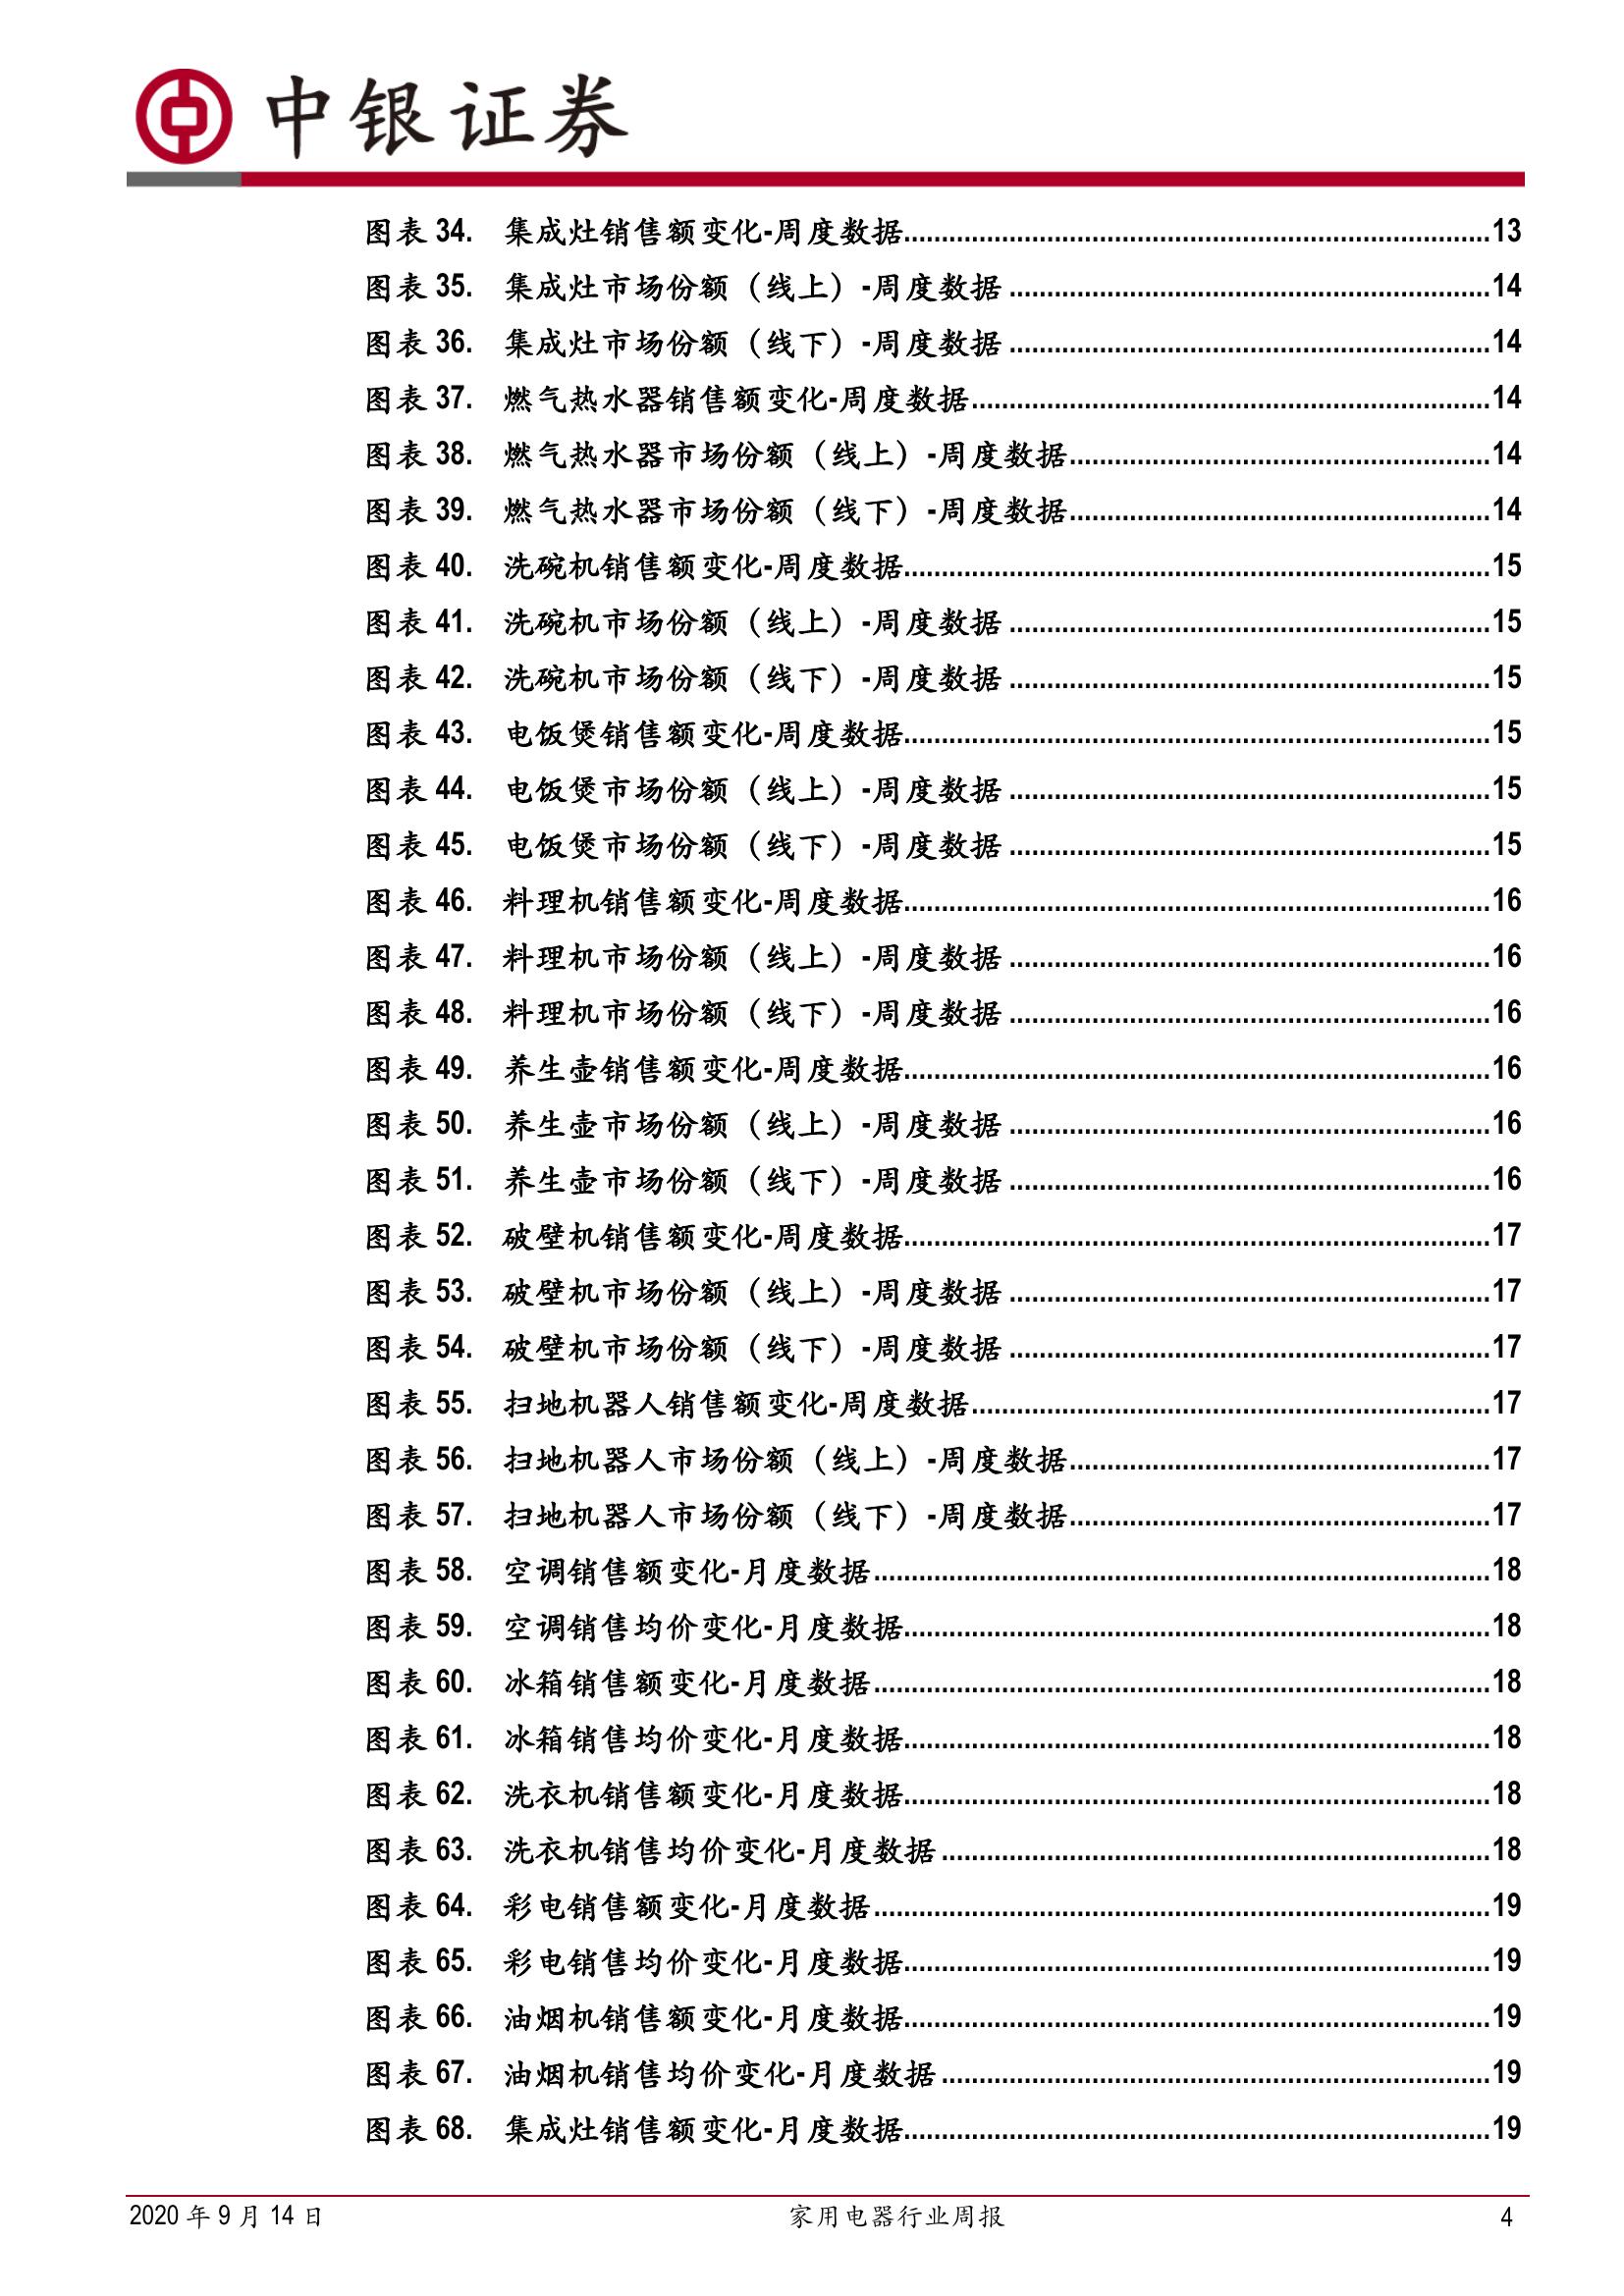 中银证券
图表 34. 集成灶销售额变化-周度数据....................13
图表 35. 集成灶市场份额（线上）-周度数据....................14
图表 36. 集成灶市场份额（线下）-周度数据....................14
图表 37. 燃气热水器销售额变化-周度数据....................14
图表 38. 燃气热水器市场份额（线上）-周度数据....................14
图表 39. 燃气热水器市场份额（线下）-周度数据....................14
图表 40. 洗碗机销售额变化-周度数据....................15
图表 41. 洗碗机市场份额（线上）-周度数据....................15
图表 42. 洗碗机市场份额（线下）-周度数据....................15
图表 43. 电饭煲销售额变化-周度数据....................15
图表 44. 电饭煲市场份额（线上）-周度数据....................15
图表 45. 电饭煲市场份额（线下）-周度数据....................15
图表 46. 料理机销售额变化-周度数据....................16
图表 47. 料理机市场份额（线上）-周度数据....................16
图表 48. 料理机市场份额（线下）-周度数据....................16
图表 49. 养生壶销售额变化-周度数据....................16
图表 50. 养生壶市场份额（线上）-周度数据....................16
图表 51. 养生壶市场份额（线下）-周度数据....................16
图表 52. 破壁机销售额变化-周度数据....................17
图表 53. 破壁机市场份额（线上）-周度数据....................17
图表 54. 破壁机市场份额（线下）-周度数据....................17
图表 55. 扫地机器人销售额变化-周度数据....................17
图表 56. 扫地机器人市场份额（线上）-周度数据....................17
图表 57. 扫地机器人市场份额（线下）-周度数据....................17
图表 58. 空调销售额变化-月度数据....................18
图表 59. 空调销售均价变化-月度数据....................18
图表 60. 冰箱销售额变化-月度数据....................18
图表 61. 冰箱销售均价变化-月度数据....................18
图表 62. 洗衣机销售额变化-月度数据....................18
图表 63. 洗衣机销售均价变化-月度数据....................18
图表 64. 彩电销售额变化-月度数据....................19
图表 65. 彩电销售均价变化-月度数据....................19
图表 66. 油烟机销售额变化-月度数据....................19
图表 67. 油烟机销售均价变化-月度数据....................19
图表 68. 集成灶销售额变化-月度数据....................19
2020 年 9 月 14 日 家用电器行业周报 4